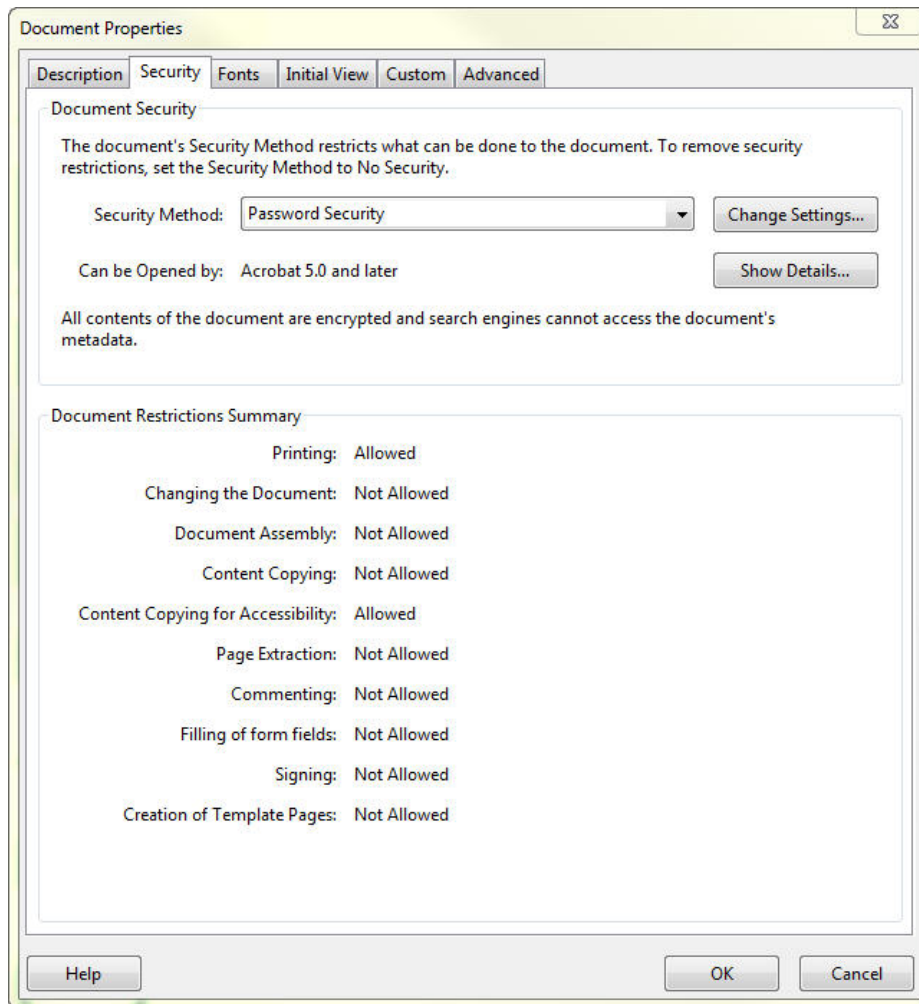 Document Properties
Description Security Fonts Initial View Custom Advanced
Document Security
The document's Security Method restricts what can be done to the document. To remove security
restrictions, set the Security Method to No Security.
Security Method: Password Security Change Settings...
Can be Opened by: Acrobat 5.0 and later Show Details...
All contents of the document are encrypted and search engines cannot access the document's
metadata.
Document Restrictions Summary
Printing: Allowed
Changing the Document: Not Allowed
Document Assembly: Not Allowed
Content Copying: Not Allowed
Content Copying for Accessibility: Allowed
Page Extraction: Not Allowed
Commenting: Not Allowed
Filling of form fields: Not Allowed
Signing: Not Allowed
Creation of Template Pages: Not Allowed
Help OK Cancel